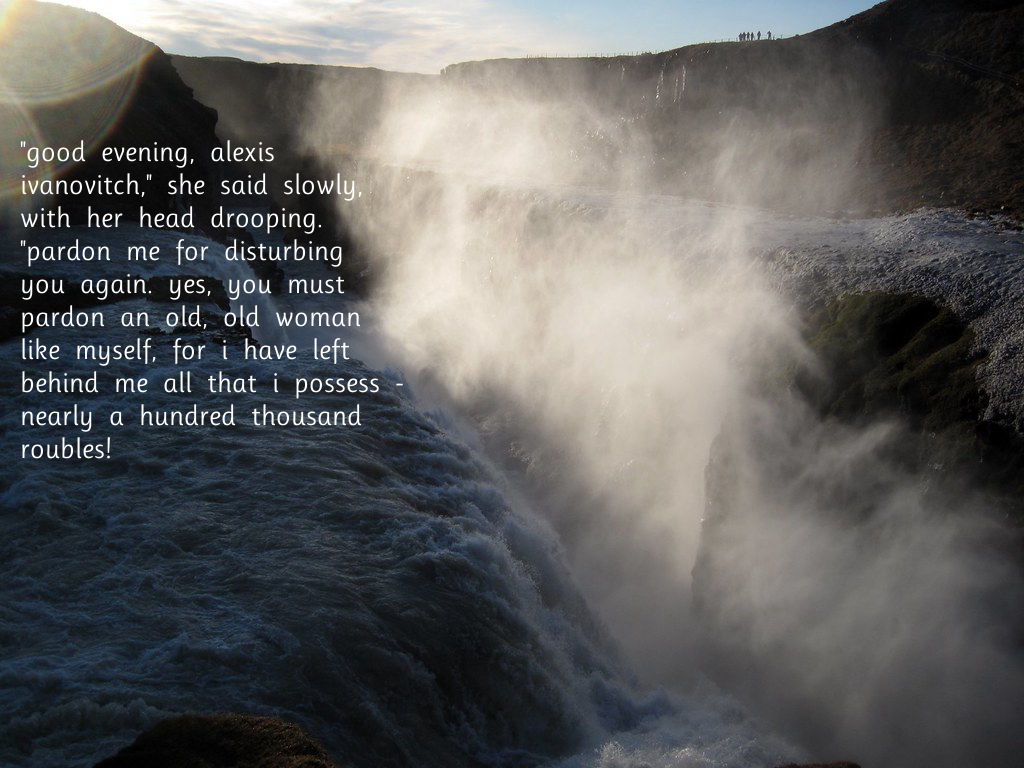 "good evening, alexis
ivanovitch," she said slowly,
with her head drooping.
"pardon me for disturbing
you again. yes, you must
pardon an old, old woman
like myself, for i have left
behind me all that i possess -
nearly a hundred thousand
roubles!